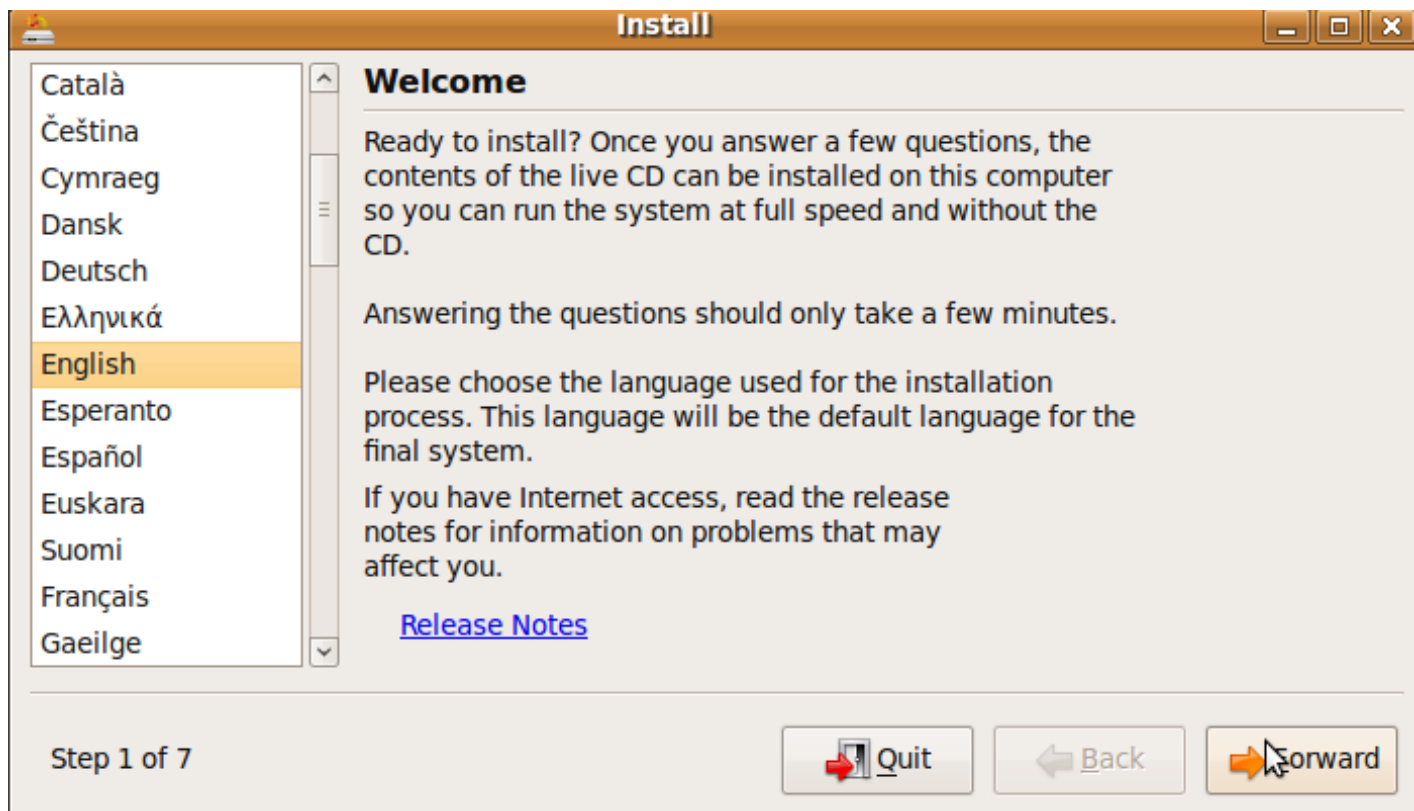 Install
Català
Čeština
Cymraeg
Dansk
Deutsch
Ελληνικά
English
Esperanto
Español
Euskara
Suomi
Français
Gaeilge
Welcome
Ready to install? Once you answer a few questions, the
contents of the live CD can be installed on this computer
so you can run the system at full speed and without the
CD.
Answering the questions should only take a few minutes.
Please choose the language used for the installation
process. This language will be the default language for the
final system.
If you have Internet access, read the release
notes for information on problems that may
affect you.
Release Notes
Step 1 of 7
Quit
Back
Forward